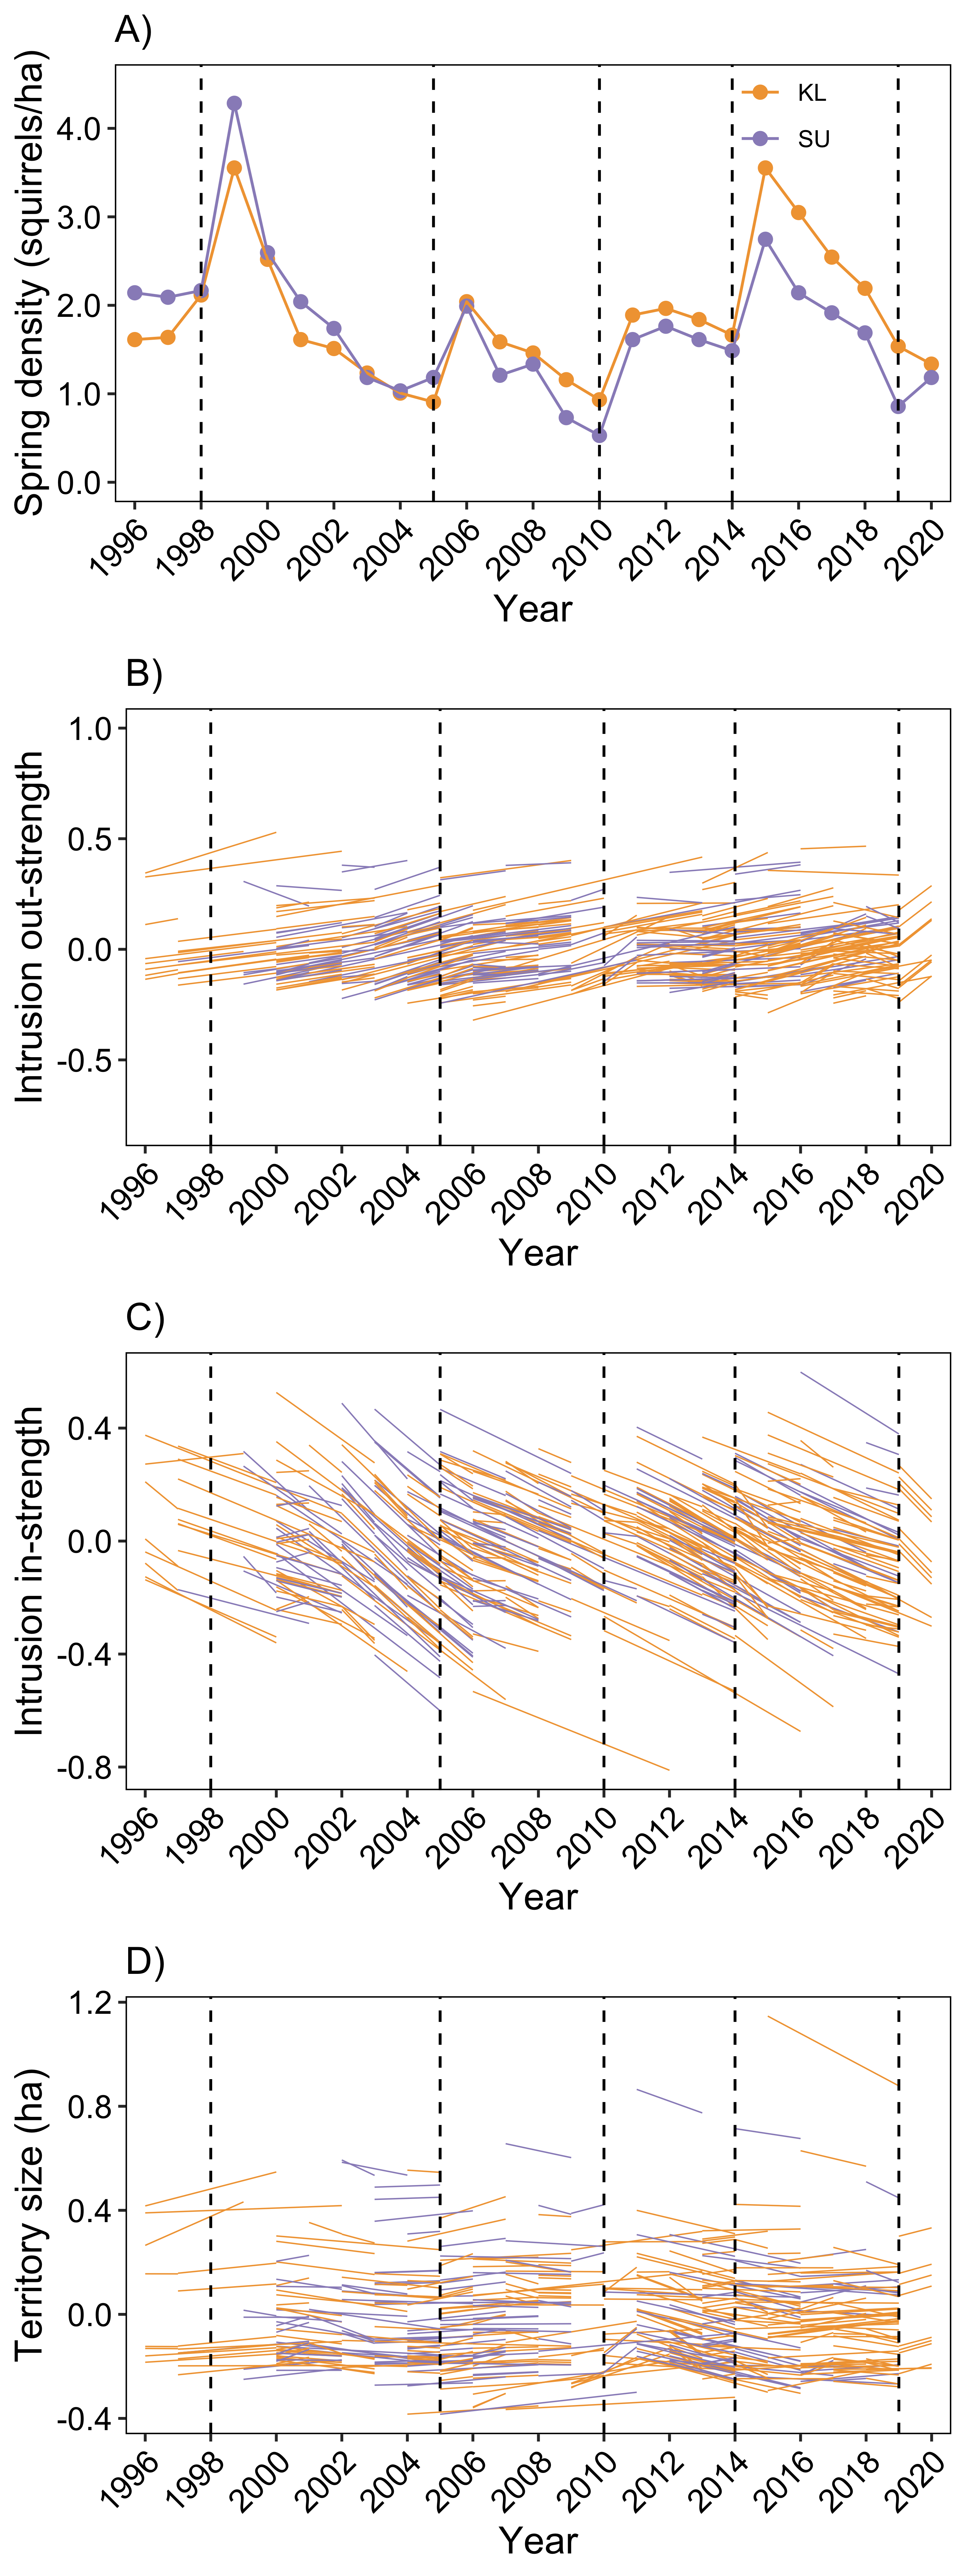 A)
Spring density (squirrels/ha)
4.0
3.0
2.0
1.0
0.0
KL
SU
1996 1998 2000 2002 2004 2006 2008 2010 2012 2014 2016 2018 2020
Year
B)
Intrusion out-strength
1.0
0.5
0.0
-0.5
1996 1998 2000 2002 2004 2006 2008 2010 2012 2014 2016 2018 2020
Year
C)
Intrusion in-strength
0.4
0.0
-0.4
-0.8
1996 1998 2000 2002 2004 2006 2008 2010 2012 2014 2016 2018 2020
Year
D)
Territory size (ha)
1.2
0.8
0.4
0.0
-0.4
1996 1998 2000 2002 2004 2006 2008 2010 2012 2014 2016 2018 2020
Year